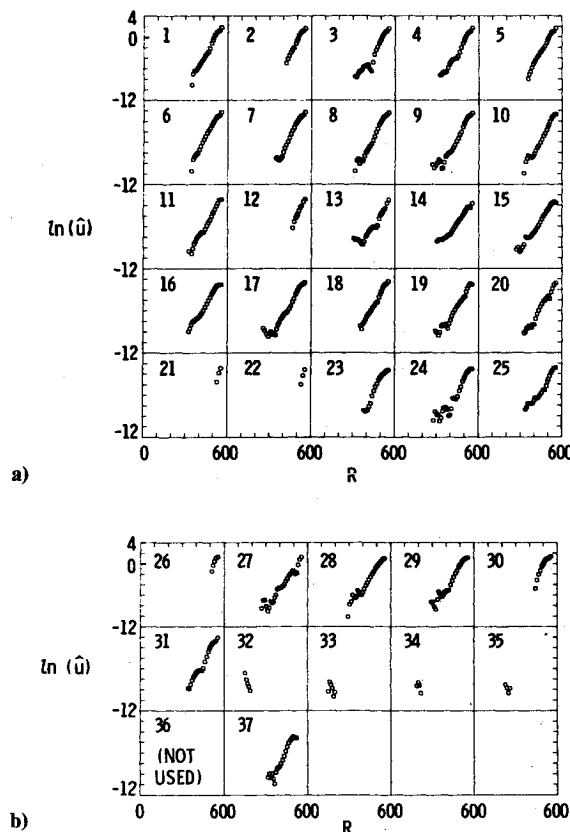 4
0
1 2 3 4 5
-12
6 7 8 9 10
-12
ln(û) 11 12 13 14 15
-12
16 17 18 19 20
-12
21 22 23 24 25
-12
0 600 600 600 600 600
R
a)
4
0
26 27 28 29 30
-12
ln (û) 31 32 33 34 35
-12
36 37
(NOT
USED)
-12
0 600 600 600 600 600
R
b)